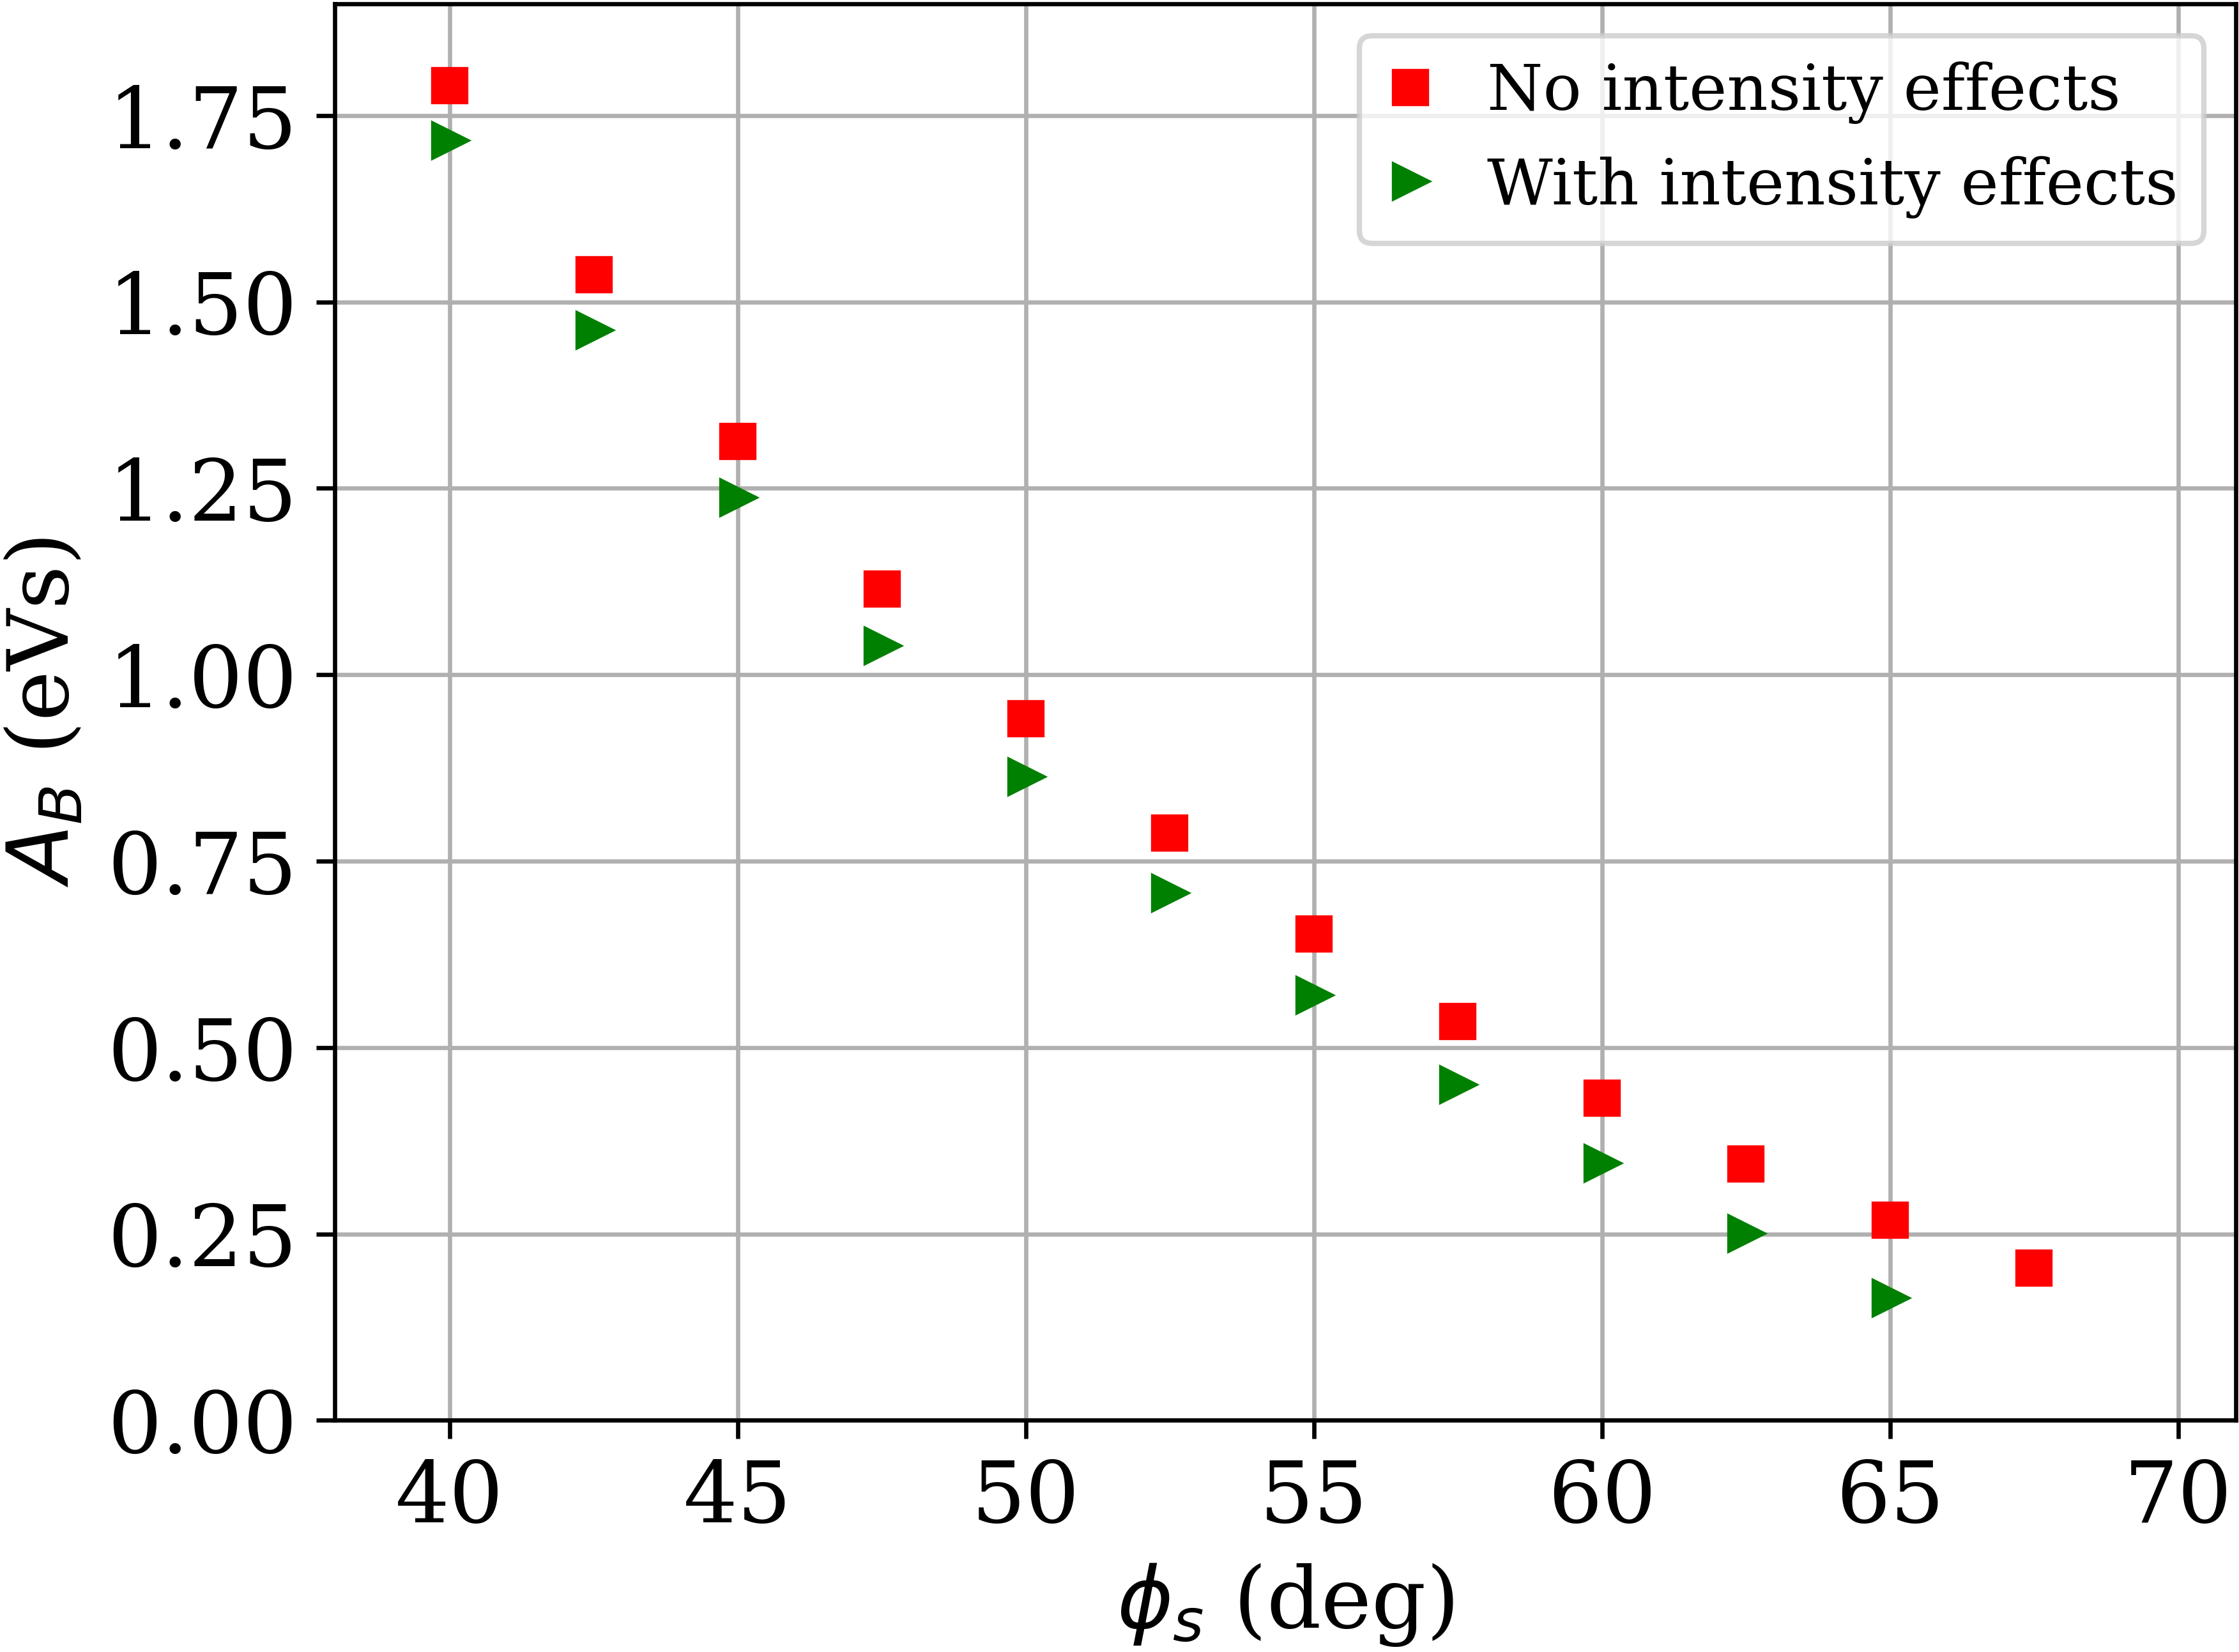 No intensity effects
With intensity effects
1.75
1.50
1.25
1.00
0.75
0.50
0.25
0.00
A_B (eVs)
40 45 50 55 60 65 70
ϕ_s (deg)